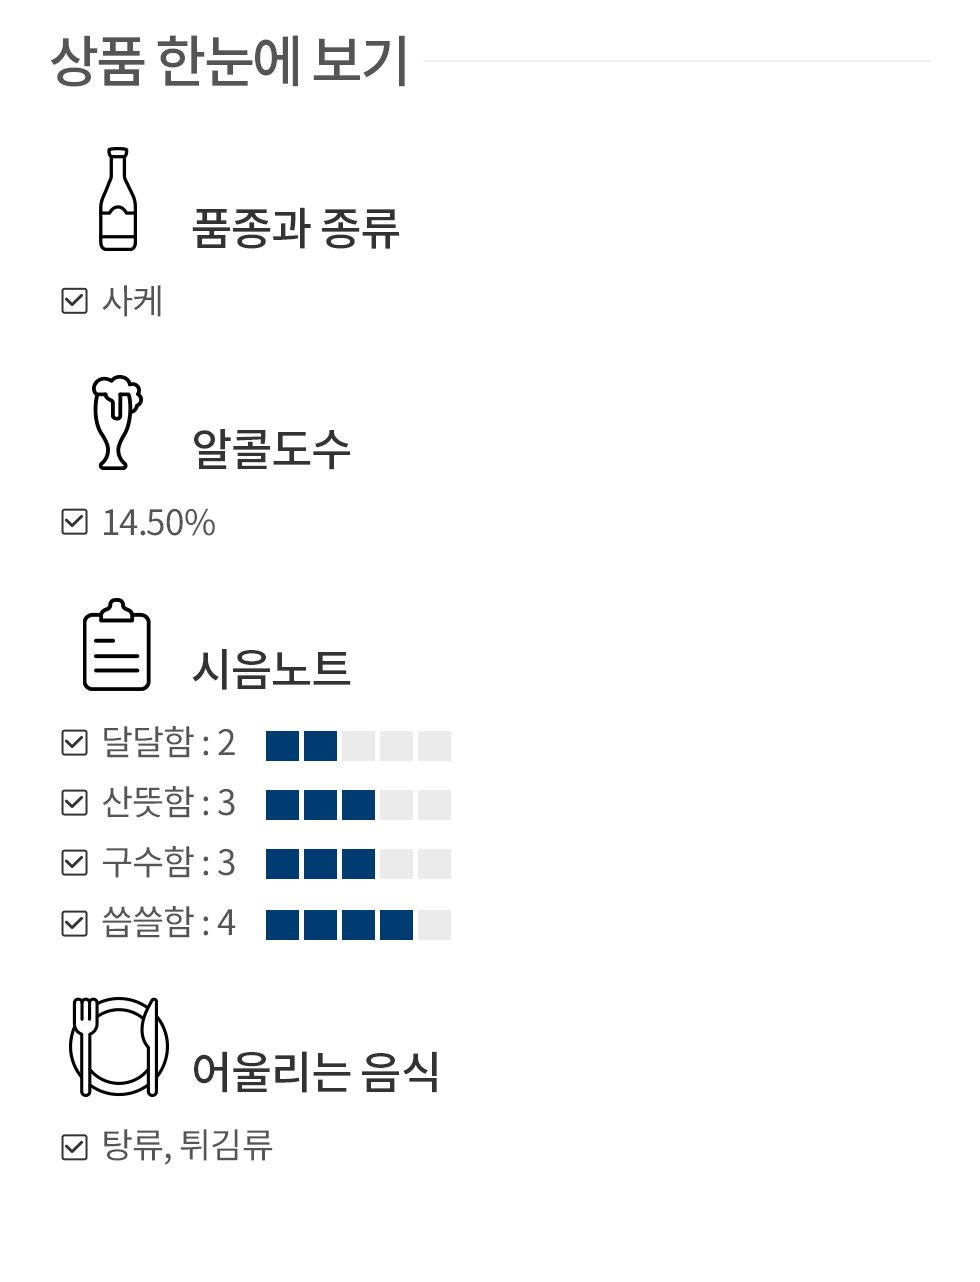 상품 한눈에 보기
품종과 종류
사케
알콜도수
14.50%
시음노트
달달함 : 2
산뜻함 : 3
구수함 : 3
씁쓸함 : 4
어울리는 음식
탕류, 튀김류